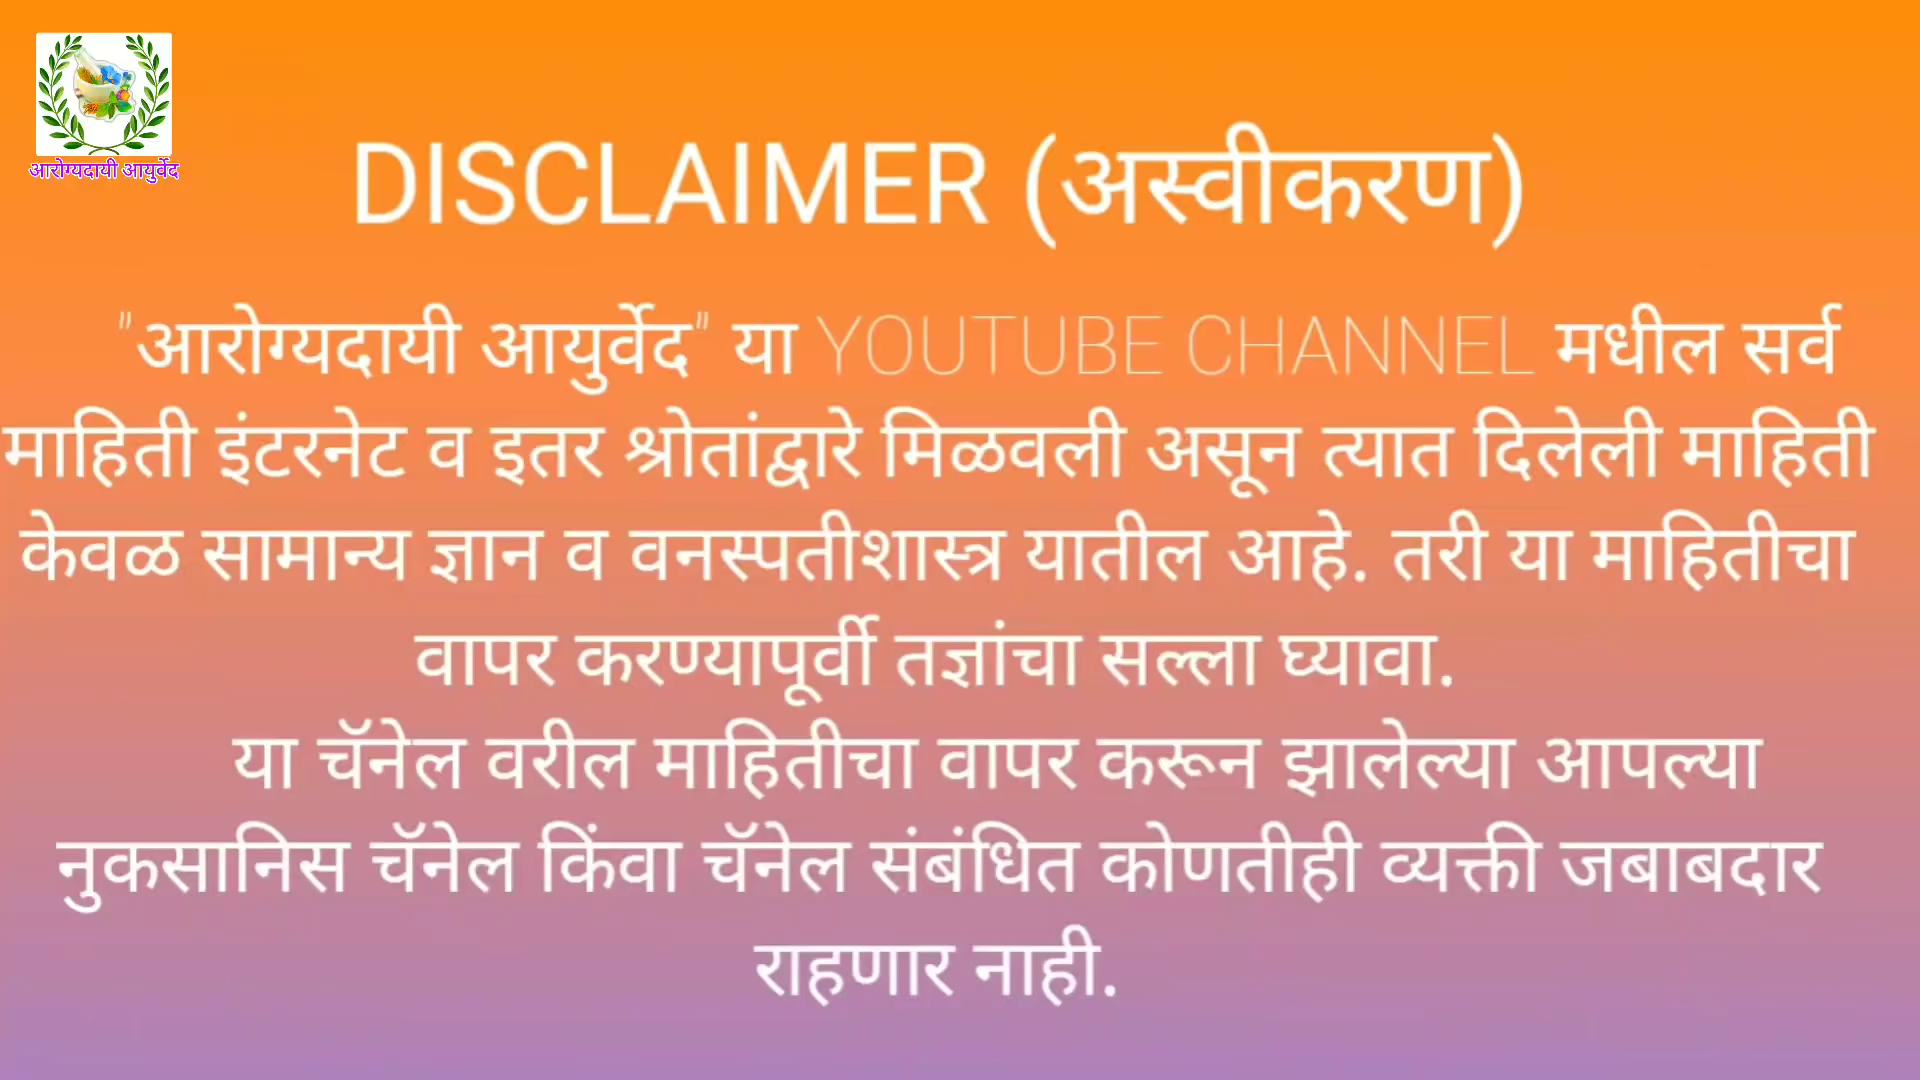 आरोग्यदायी आयुर्वेद
DISCLAIMER (अस्वीकरण)
"आरोग्यदायी आयुर्वेद" या YOUTUBE CHANNEL मधील सर्व
माहिती इंटरनेट व इतर श्रोतांद्वारे मिळवली असून त्यात दिलेली माहिती
केवळ सामान्य ज्ञान व वनस्पतीशास्त्र यातील आहे. तरी या माहितीचा
वापर करण्यापूर्वी तज्ञांचा सल्ला घ्यावा.
या चॅनेल वरील माहितीचा वापर करून झालेल्या आपल्या
नुकसानिस चॅनेल किंवा चॅनेल संबंधित कोणतीही व्यक्ती जबाबदार
राहणार नाही.